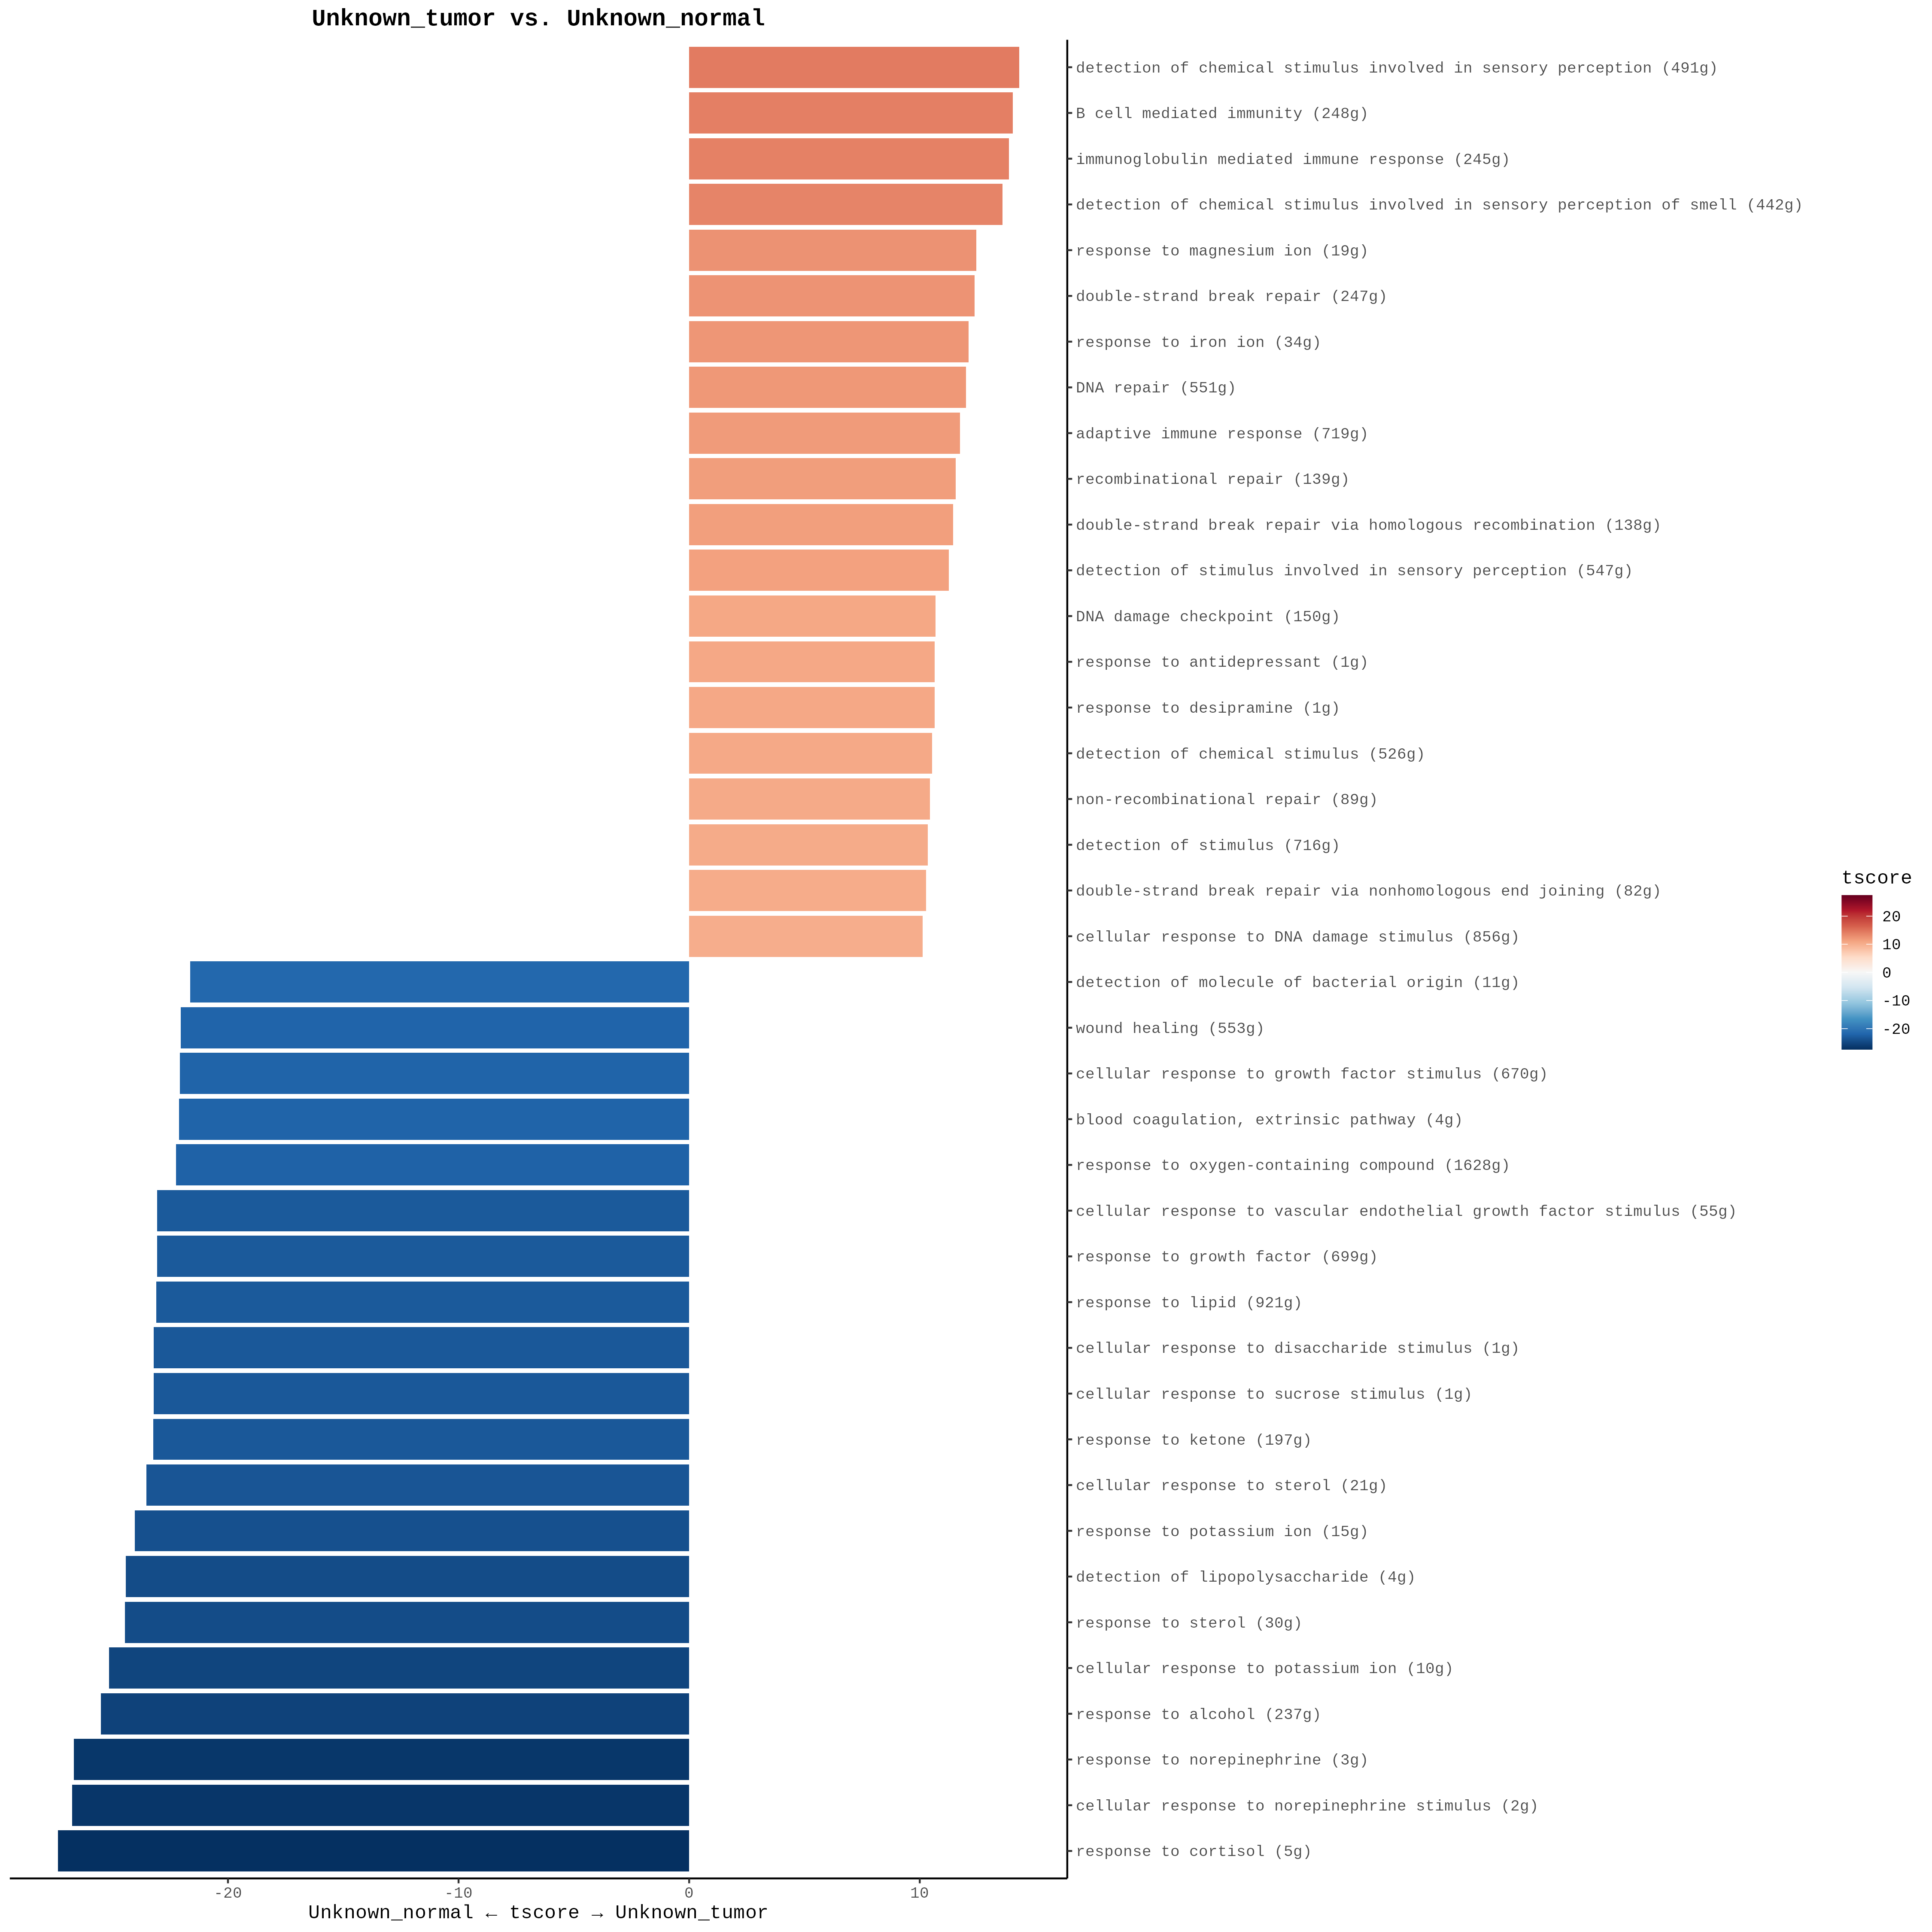 Unknown_tumor vs. Unknown_normal
detection of chemical stimulus involved in sensory perception (491g)
B cell mediated immunity (248g)
immunoglobulin mediated immune response (245g)
detection of chemical stimulus involved in sensory perception of smell (442g)
response to magnesium ion (19g)
double-strand break repair (247g)
response to iron ion (34g)
DNA repair (551g)
adaptive immune response (719g)
recombinational repair (139g)
double-strand break repair via homologous recombination (138g)
detection of stimulus involved in sensory perception (547g)
DNA damage checkpoint (150g)
response to antidepressant (1g)
response to desipramine (1g)
detection of chemical stimulus (526g)
non-recombinational repair (89g)
detection of stimulus (716g)
double-strand break repair via nonhomologous end joining (82g)
cellular response to DNA damage stimulus (856g)
detection of molecule of bacterial origin (11g)
wound healing (553g)
cellular response to growth factor stimulus (670g)
blood coagulation, extrinsic pathway (4g)
response to oxygen-containing compound (1628g)
cellular response to vascular endothelial growth factor stimulus (55g)
response to growth factor (699g)
response to lipid (921g)
cellular response to disaccharide stimulus (1g)
cellular response to sucrose stimulus (1g)
response to ketone (197g)
cellular response to sterol (21g)
response to potassium ion (15g)
detection of lipopolysaccharide (4g)
response to sterol (30g)
cellular response to potassium ion (10g)
response to alcohol (237g)
response to norepinephrine (3g)
cellular response to norepinephrine stimulus (2g)
response to cortisol (5g)
-20 -10 0 10
Unknown_normal ← tscore → Unknown_tumor
tscore
20
10
0
-10
-20